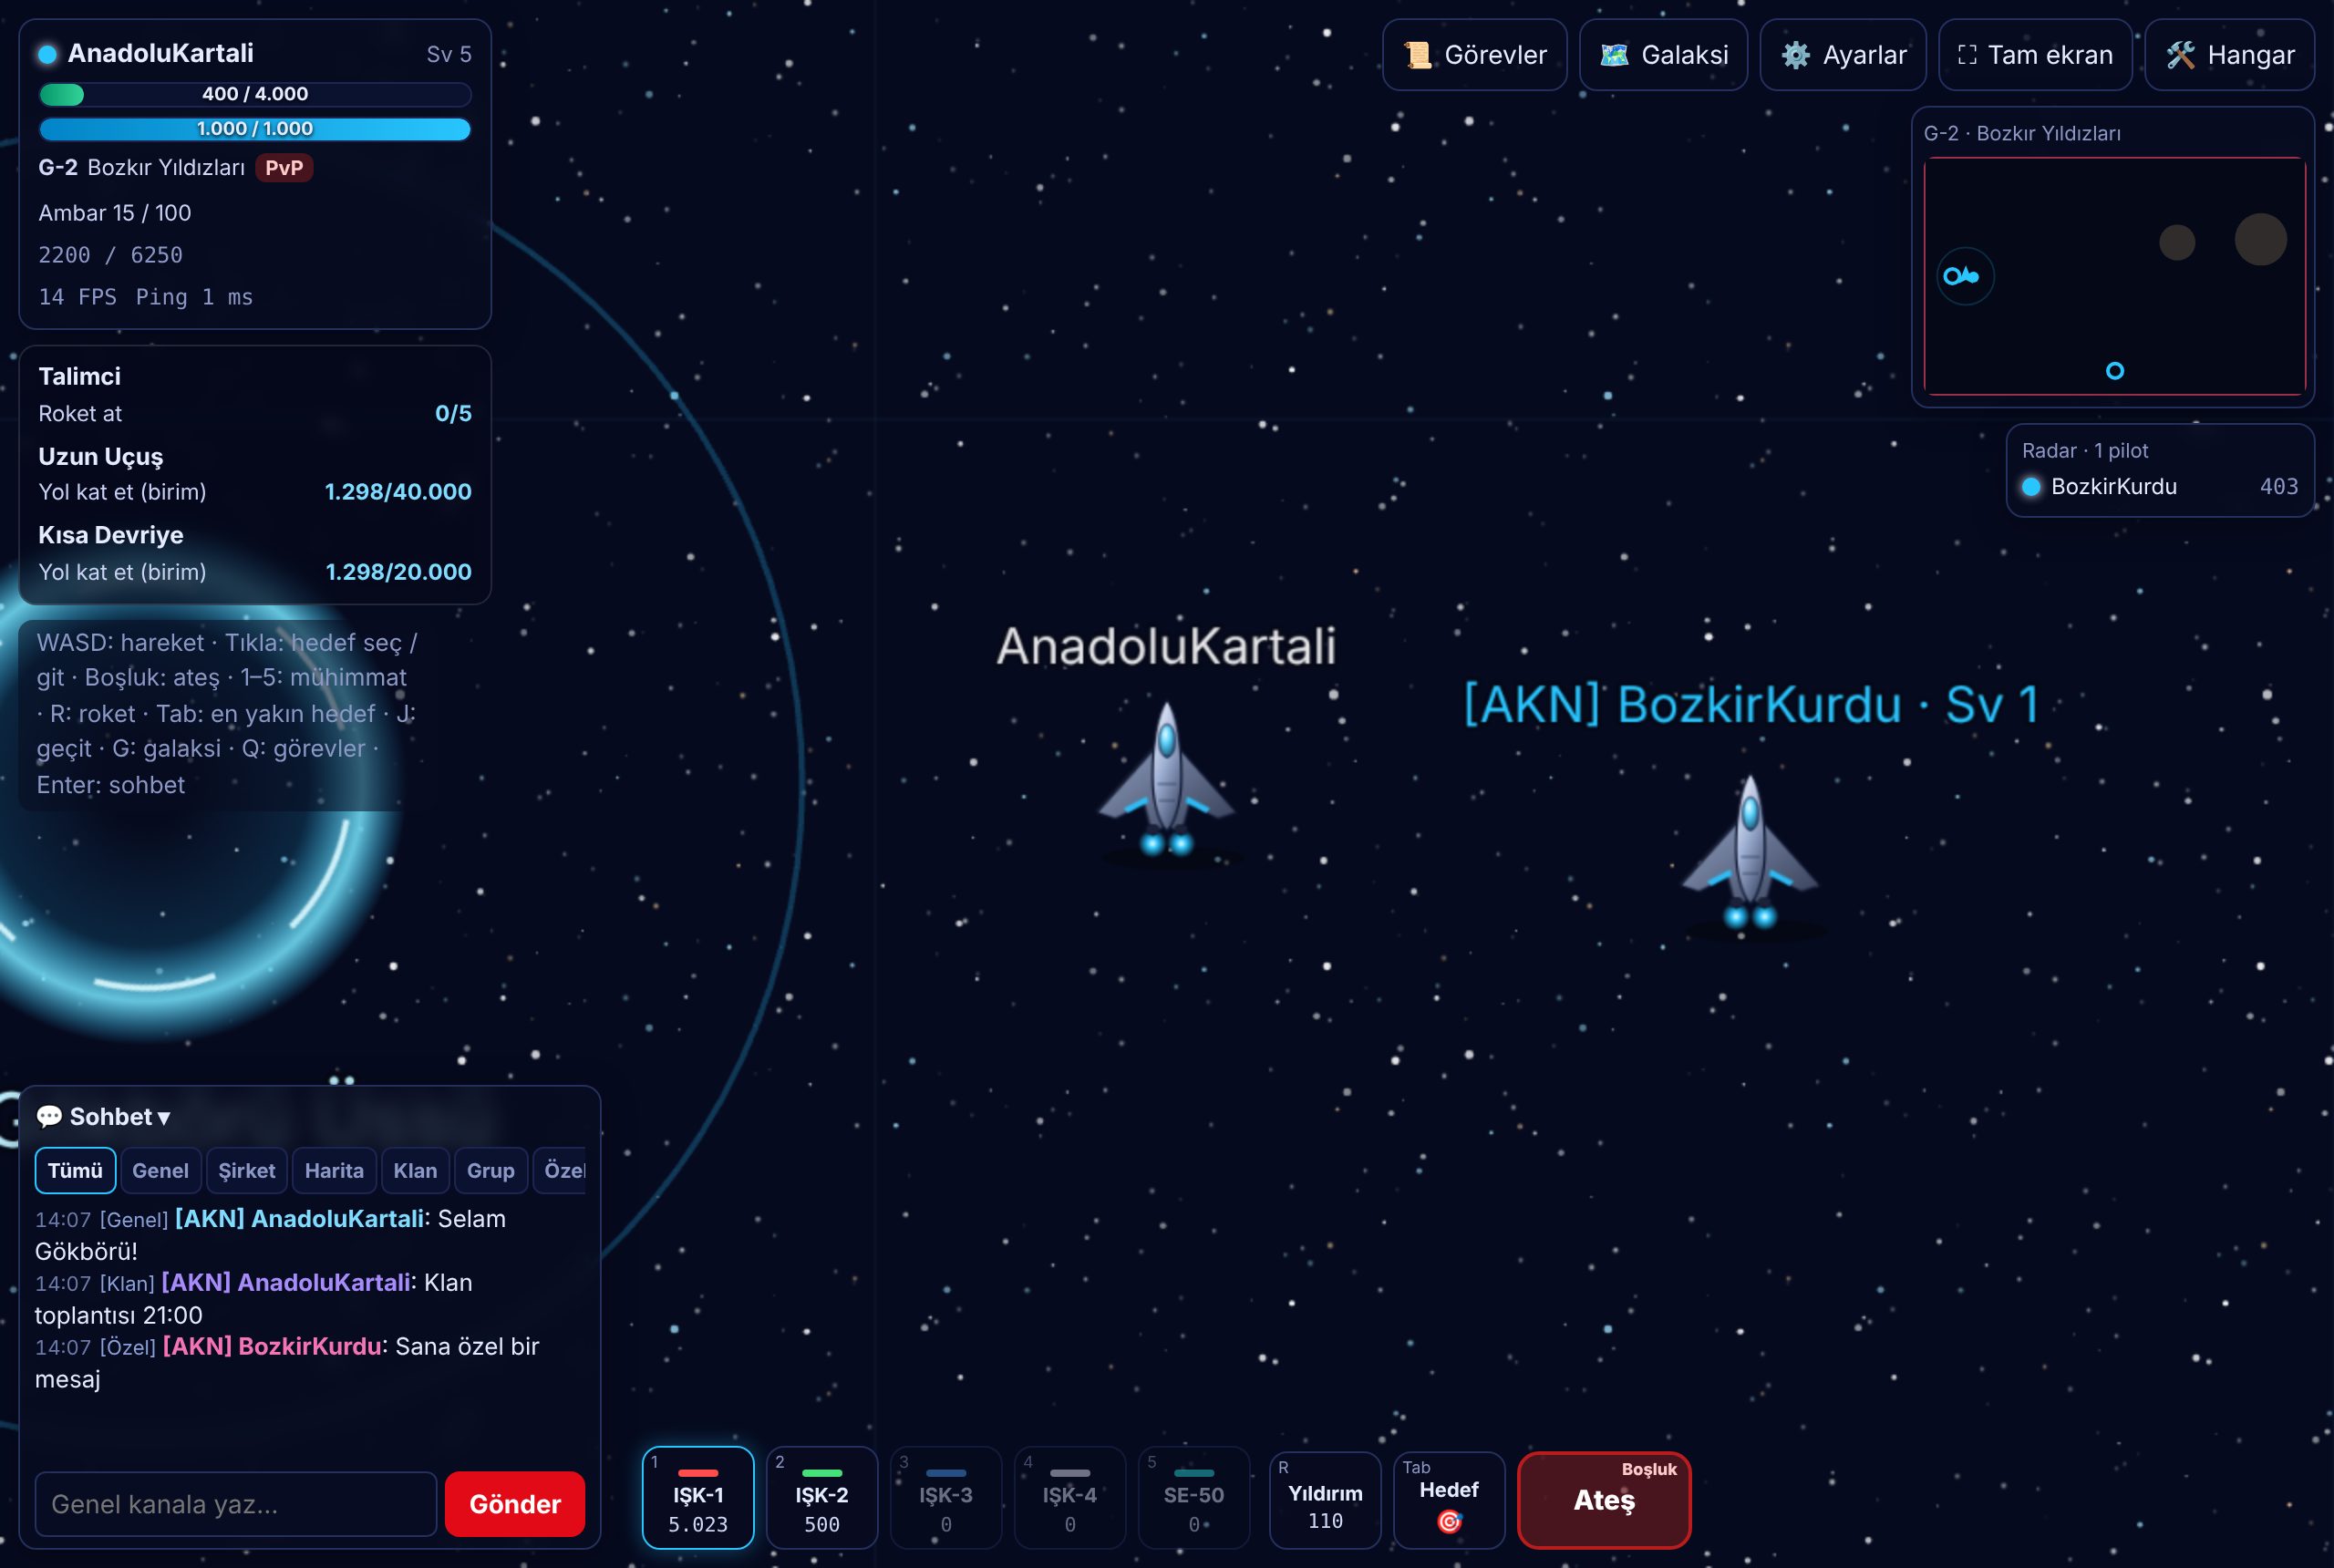 AnadoluKartali Sv 5
400 / 4.000
1.000 / 1.000
G-2 Bozkır Yıldızları PvP
Ambar 15 / 100
2200 / 6250
14 FPS Ping 1 ms
Talimci
Roket at 0/5
Uzun Uçuş
Yol kat et (birim) 1.298/40.000
Kısa Devriye
Yol kat et (birim) 1.298/20.000
WASD: hareket · Tıkla: hedef seç /
git · Boşluk: ateş · 1–5: mühimmat
· R: roket · Tab: en yakın hedef · J:
geçit · G: galaksi · Q: görevler ·
Enter: sohbet
Görevler Galaksi Ayarlar Tam ekran Hangar
G-2 · Bozkır Yıldızları
Radar · 1 pilot
BozkirKurdu 403
AnadoluKartali
[AKN] BozkirKurdu · Sv 1
Sohbet ▾
Tümü Genel Şirket Harita Klan Grup Özel
14:07 [Genel] [AKN] AnadoluKartali: Selam
Gökbörü!
14:07 [Klan] [AKN] AnadoluKartali: Klan
toplantısı 21:00
14:07 [Özel] [AKN] BozkirKurdu: Sana özel bir
mesaj
Genel kanala yaz...
Gönder
1 IŞK-1 5.023
2 IŞK-2 500
3 IŞK-3 0
4 IŞK-4 0
5 SE-50 0
R Yıldırım 110
Tab Hedef
Boşluk Ateş